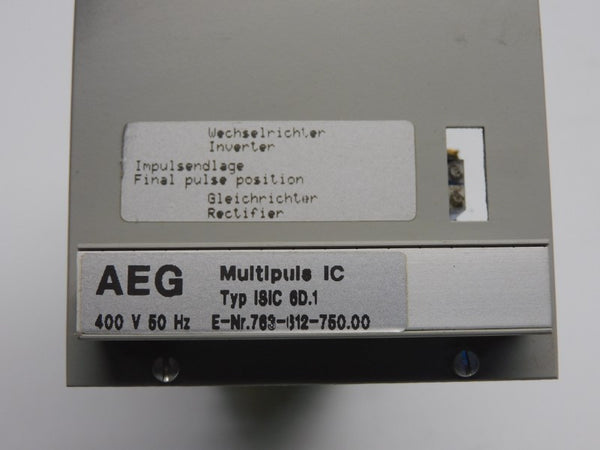 Wechselrichter
Inverter
Impulsendlage
Final pulse position
Gleichrichter
Rectifier
AEG Multipuls IC
Typ ISIC 6D.1
400 V 50 Hz E-Nr.763-812-750.00